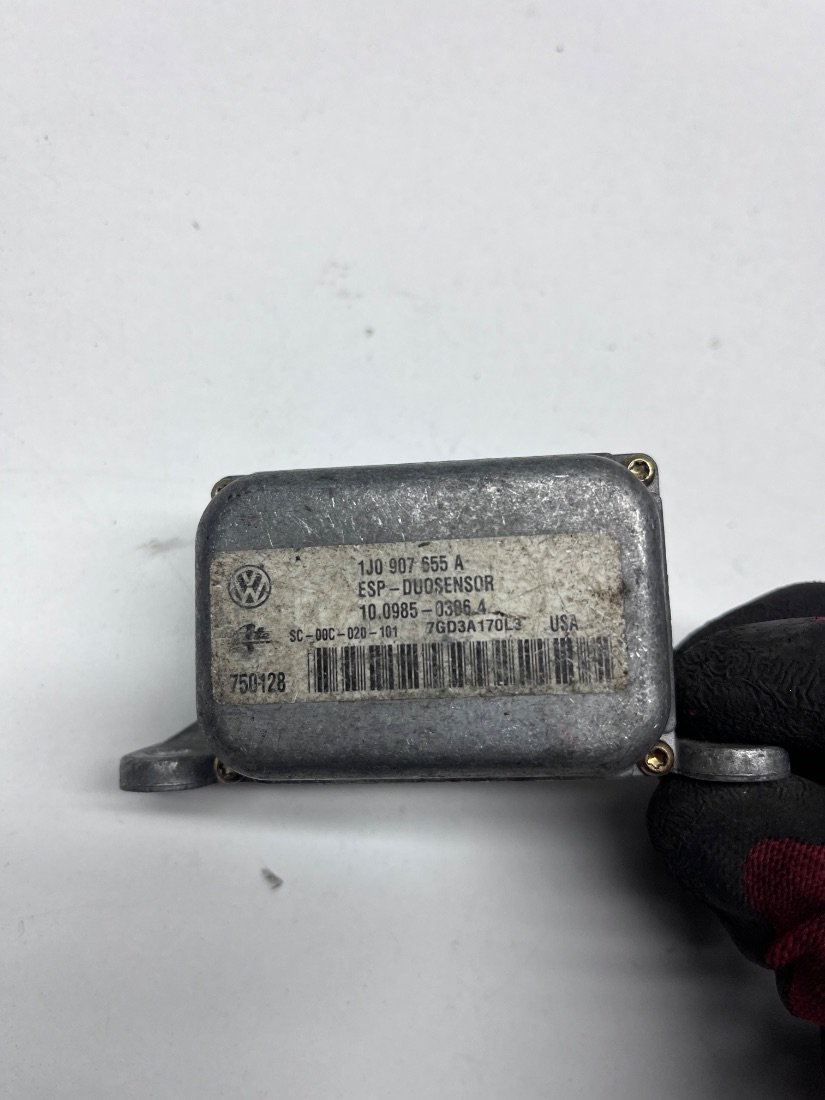 1J0 907 655 A
ESP-DUOSENSOR
10.0985-0306.4
SC-00C-020-101 7GD3A170L3 USA
750128